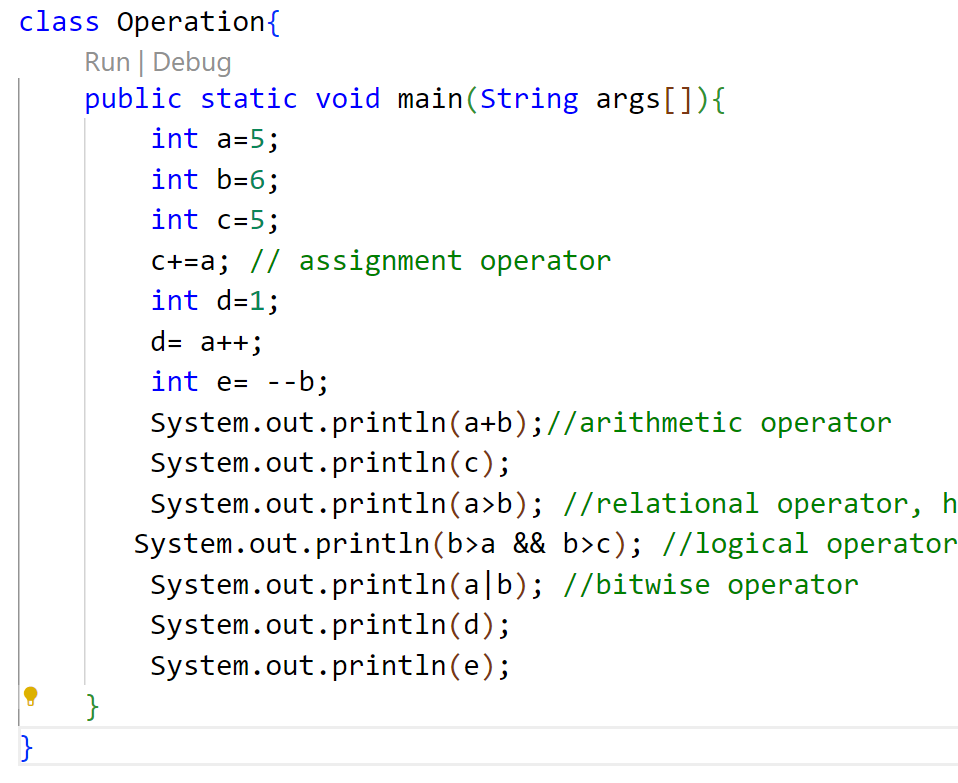 class Operation{
Run | Debug
public static void main(String args[]){
int a=5;
int b=6;
int c=5;
c+=a; // assignment operator
int d=1;
d= a++;
int e= --b;
System.out.println(a+b);//arithmetic operator
System.out.println(c);
System.out.println(a>b); //relational operator, h
System.out.println(b>a && b>c); //logical operator
System.out.println(a|b); //bitwise operator
System.out.println(d);
System.out.println(e);
}
}